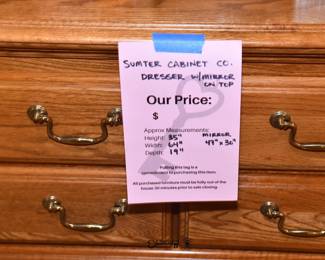 SUMTER CABINET CO.
DRESSER W/MIRROR
ON TOP
Our Price:
$
Approx Measurements:
Height: 35" MIRROR
Width: 64" 47" x 36"
Depth: 19"
Pulling this tag is a
commitment to purchasing this item.
All purchased furniture must be fully out of the
house 30 minutes prior to sale closing.